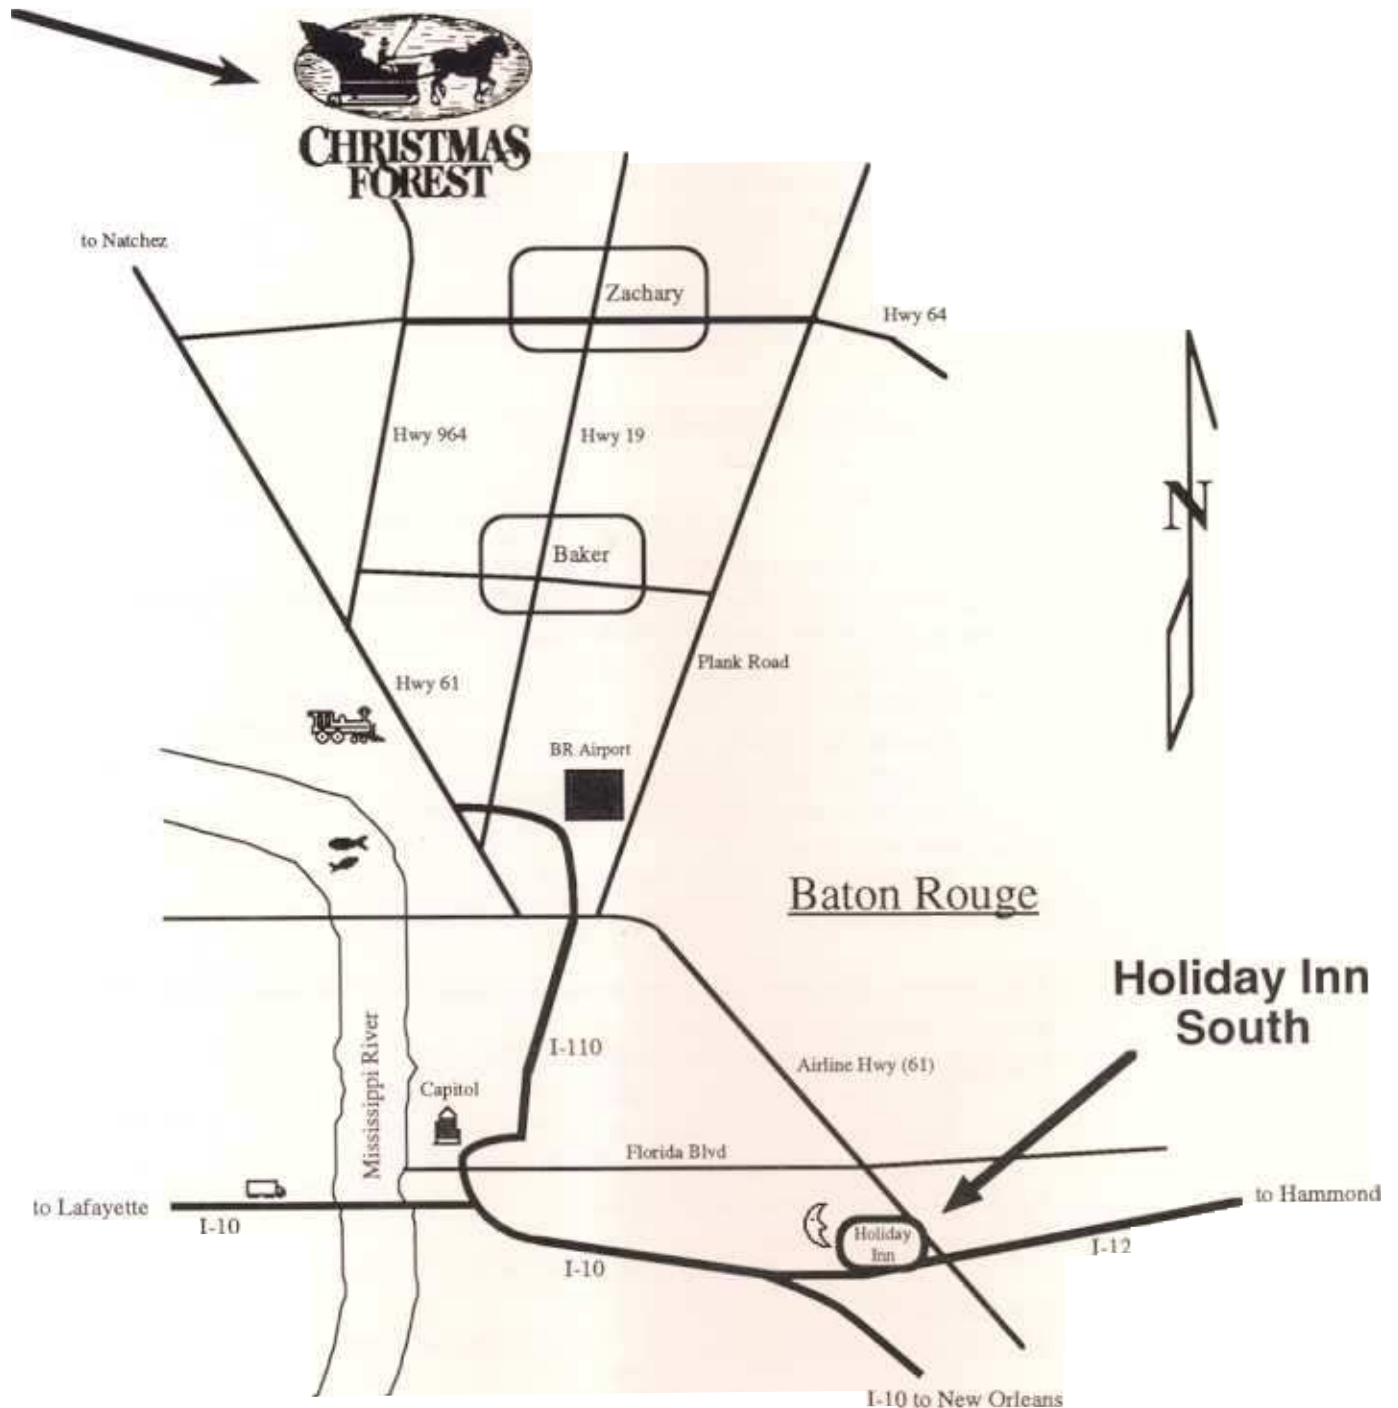 CHRISTMAS
FOREST
to Natchez
Zachary
Hwy 64
Hwy 964
Hwy 19
N
Baker
Plank Road
Hwy 61
BR Airport
Baton Rouge
Holiday Inn
South
Mississippi River
I-110
Airline Hwy (61)
Capitol
Florida Blvd
to Lafayette
I-10
to Hammond
Holiday
Inn
I-12
I-10
I-10 to New Orleans